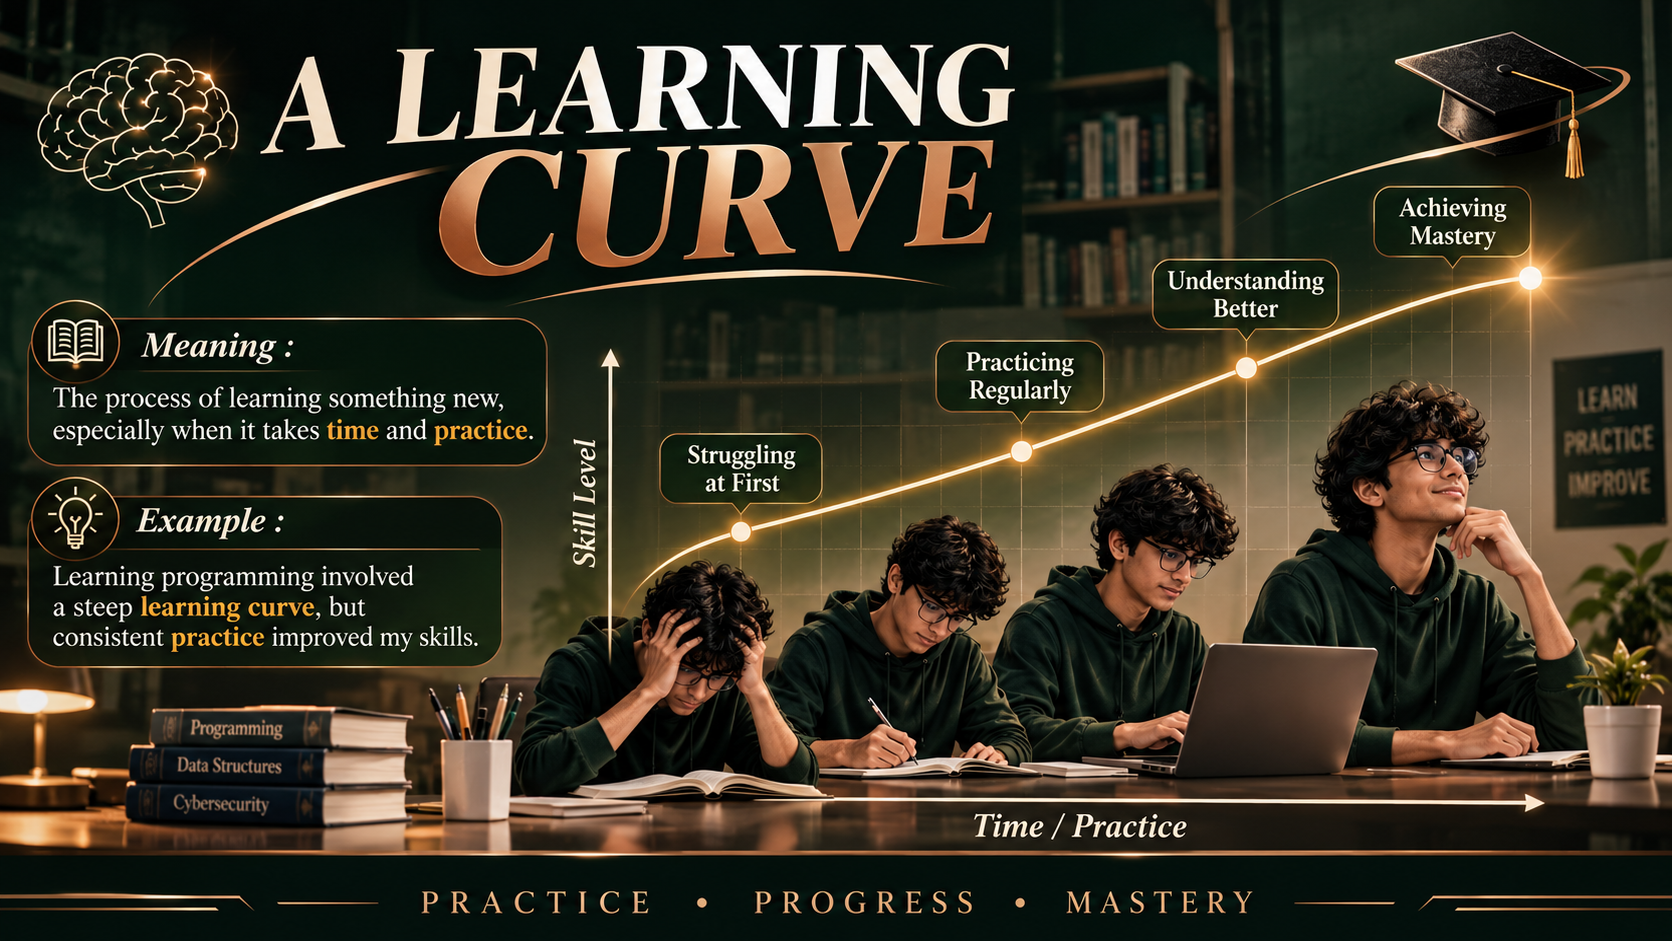 A LEARNING
CURVE
Meaning :
The process of learning something new,
especially when it takes time and practice.
Example :
Learning programming involved
a steep learning curve, but
consistent practice improved my skills.
Skill Level
Struggling
at First
Practicing
Regularly
Understanding
Better
Achieving
Mastery
LEARN
PRACTICE
IMPROVE
Programming
Data Structures
Cybersecurity
Time / Practice
PRACTICE • PROGRESS • MASTERY